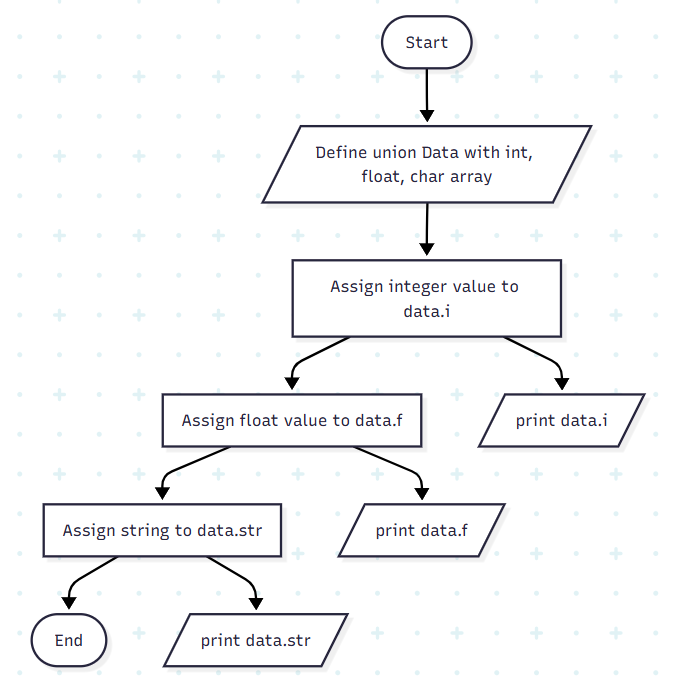 Start
Define union Data with int,
float, char array
Assign integer value to
data.i
Assign float value to data.f
print data.i
Assign string to data.str
print data.f
End
print data.str